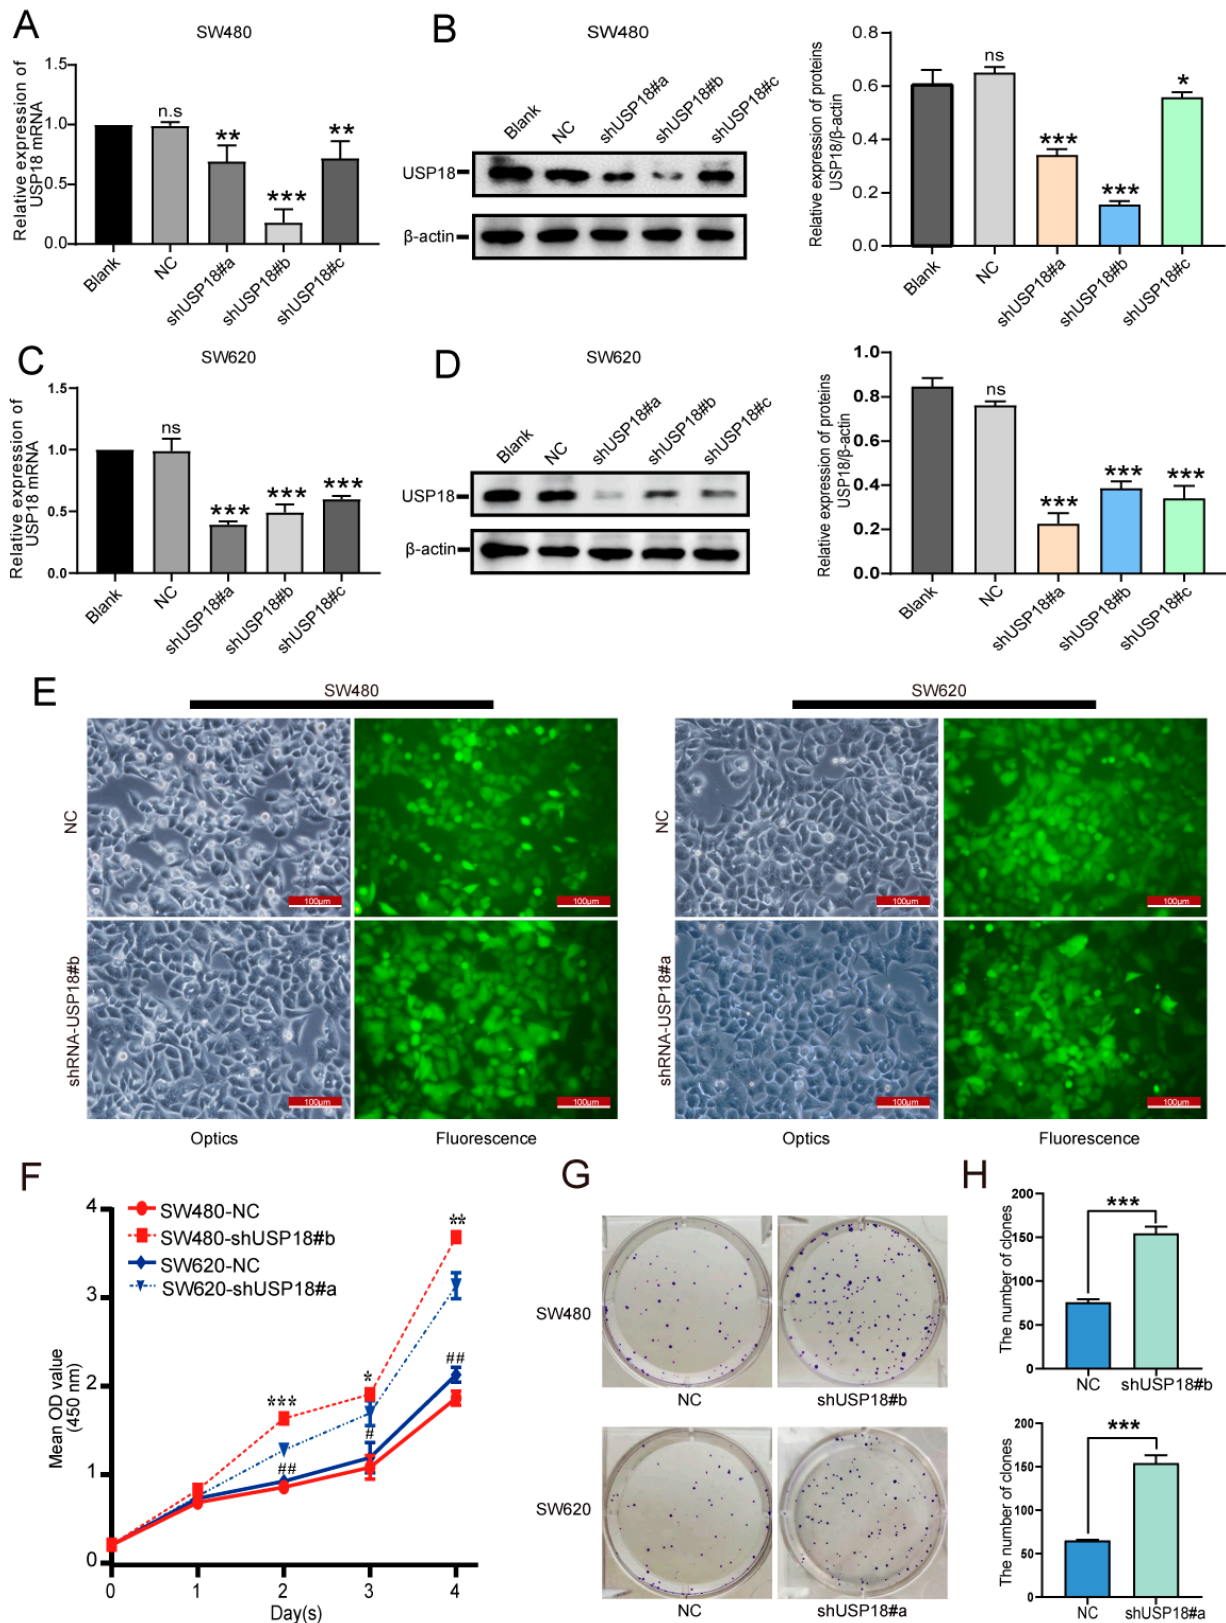 A
SW480
Relative expression of
USP18 mRNA
1.5
1.0
0.5
0.0
n.s
**
***
**
Blank
NC
shUSP18#a
shUSP18#b
shUSP18#c
B
SW480
Blank
NC
shUSP18#a
shUSP18#b
shUSP18#c
USP18
β-actin
Relative expression of proteins
USP18/β-actin
0.8
0.6
0.4
0.2
0.0
ns
***
***
*
Blank
NC
shUSP18#a
shUSP18#b
shUSP18#c
C
SW620
Relative expression of
USP18 mRNA
1.5
1.0
0.5
0.0
ns
***
***
***
Blank
NC
shUSP18#a
shUSP18#b
shUSP18#c
D
SW620
Blank
NC
shUSP18#a
shUSP18#b
shUSP18#c
USP18
β-actin
Relative expression of proteins
USP18/β-actin
1.0
0.8
0.6
0.4
0.2
0.0
ns
***
***
***
Blank
NC
shUSP18#a
shUSP18#b
shUSP18#c
E
SW480
SW620
NC
100μm
100μm
NC
100μm
100μm
shRNA-USP18#b
100μm
100μm
shRNA-USP18#a
100μm
100μm
Optics
Fluorescence
Optics
Fluorescence
F
SW480-NC
SW480-shUSP18#b
SW620-NC
SW620-shUSP18#a
Mean OD value
(450 nm)
4
3
2
1
0
***
##
*
#
**
##
0
1
2
3
4
Day(s)
G
SW480
NC
shUSP18#b
SW620
NC
shUSP18#a
H
The number of clones
200
150
100
50
0
***
NC
shUSP18#b
The number of clones
200
150
100
50
0
***
NC
shUSP18#a